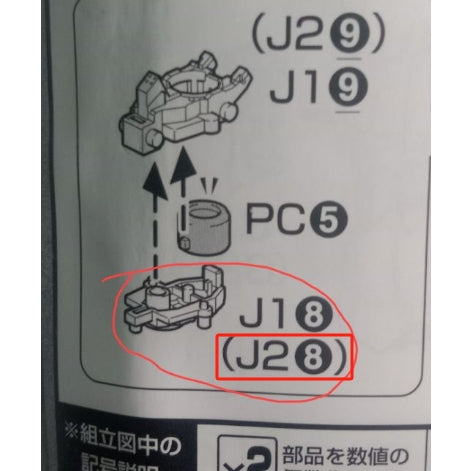 (J2❾)
J1❾
PC❺
J1❽
(J2❽)
※組立図中の
記号説明
×2
部品を数値の